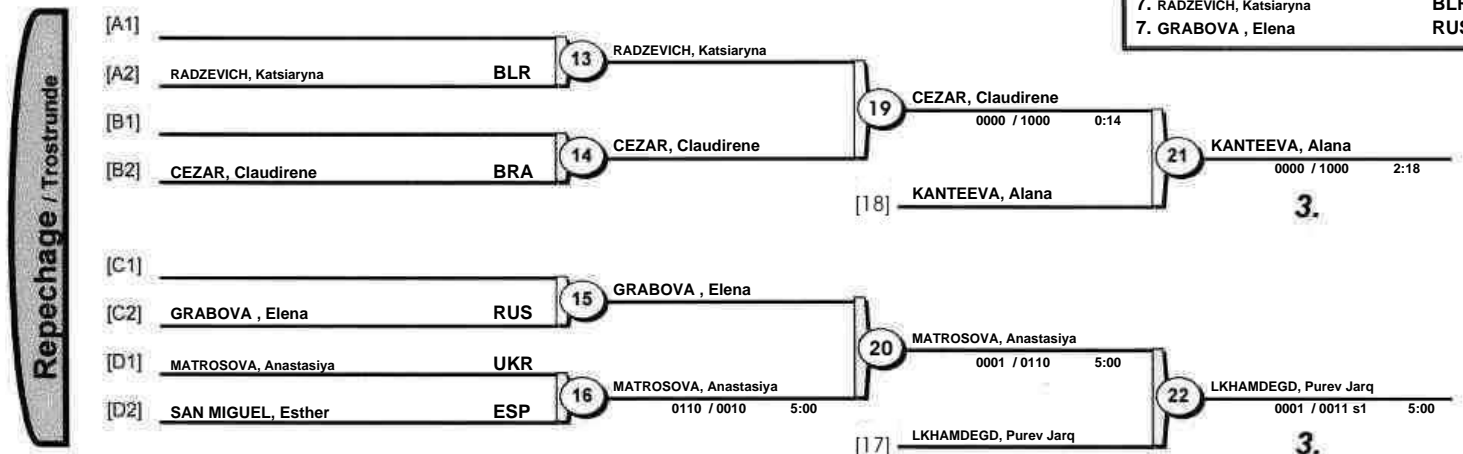 7. RADZEVICH, Katsiaryna
7. GRABOVA , Elena RUS
Repechage / Trostrunde
[A1]
[A2] RADZEVICH, Katsiaryna BLR
13 RADZEVICH, Katsiaryna
[B1]
[B2] CEZAR, Claudirene BRA
14 CEZAR, Claudirene
19 CEZAR, Claudirene
0000 / 1000 0:14
[18] KANTEEVA, Alana
21 KANTEEVA, Alana
0000 / 1000 2:18
3.
[C1]
[C2] GRABOVA , Elena RUS
15 GRABOVA , Elena
[D1] MATROSOVA, Anastasiya UKR
[D2] SAN MIGUEL, Esther ESP
16 MATROSOVA, Anastasiya
0110 / 0010 5:00
20 MATROSOVA, Anastasiya
0001 / 0110 5:00
[17] LKHAMDEGD, Purev Jarq
22 LKHAMDEGD, Purev Jarq
0001 / 0011 s1 5:00
3.